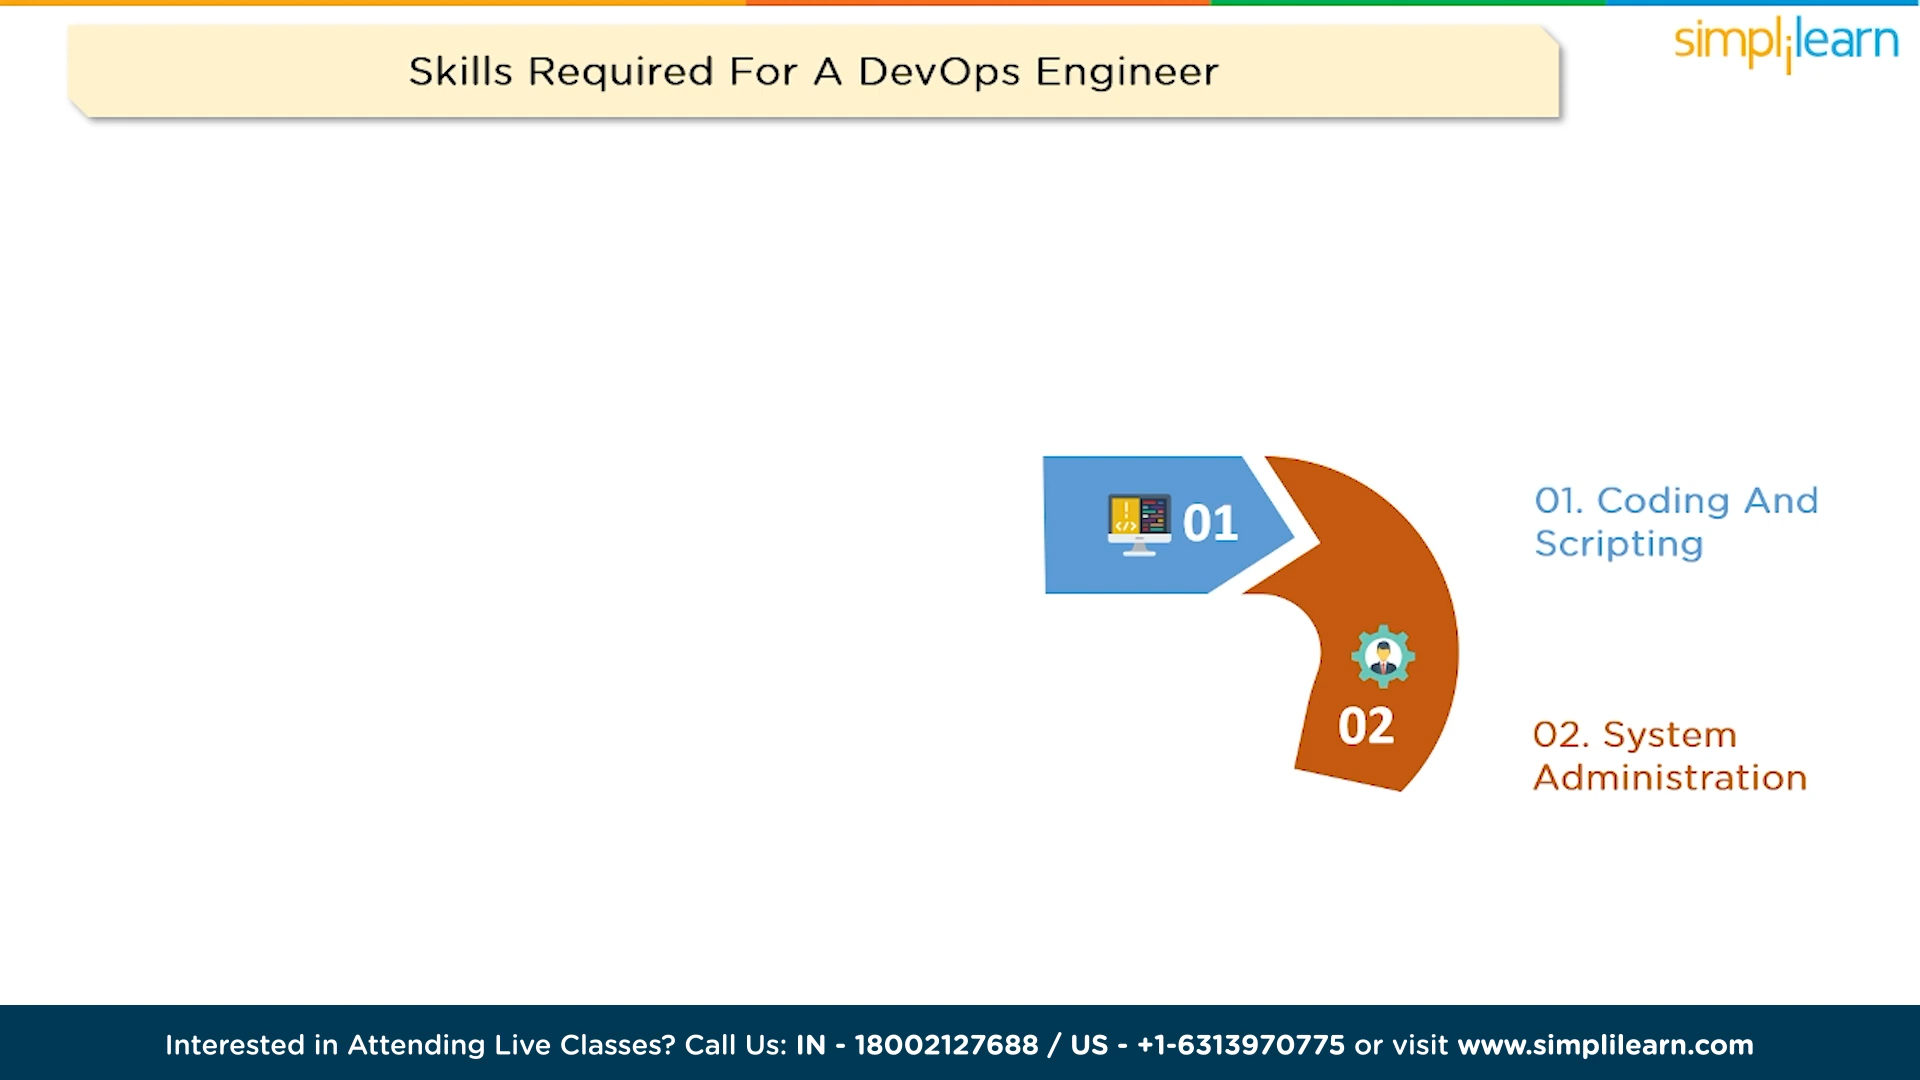 Skills Required For A DevOps Engineer
simplilearn
01
01. Coding And
Scripting
02
02. System
Administration
Interested in Attending Live Classes? Call Us: IN - 18002127688 / US - +1-6313970775 or visit www.simplilearn.com